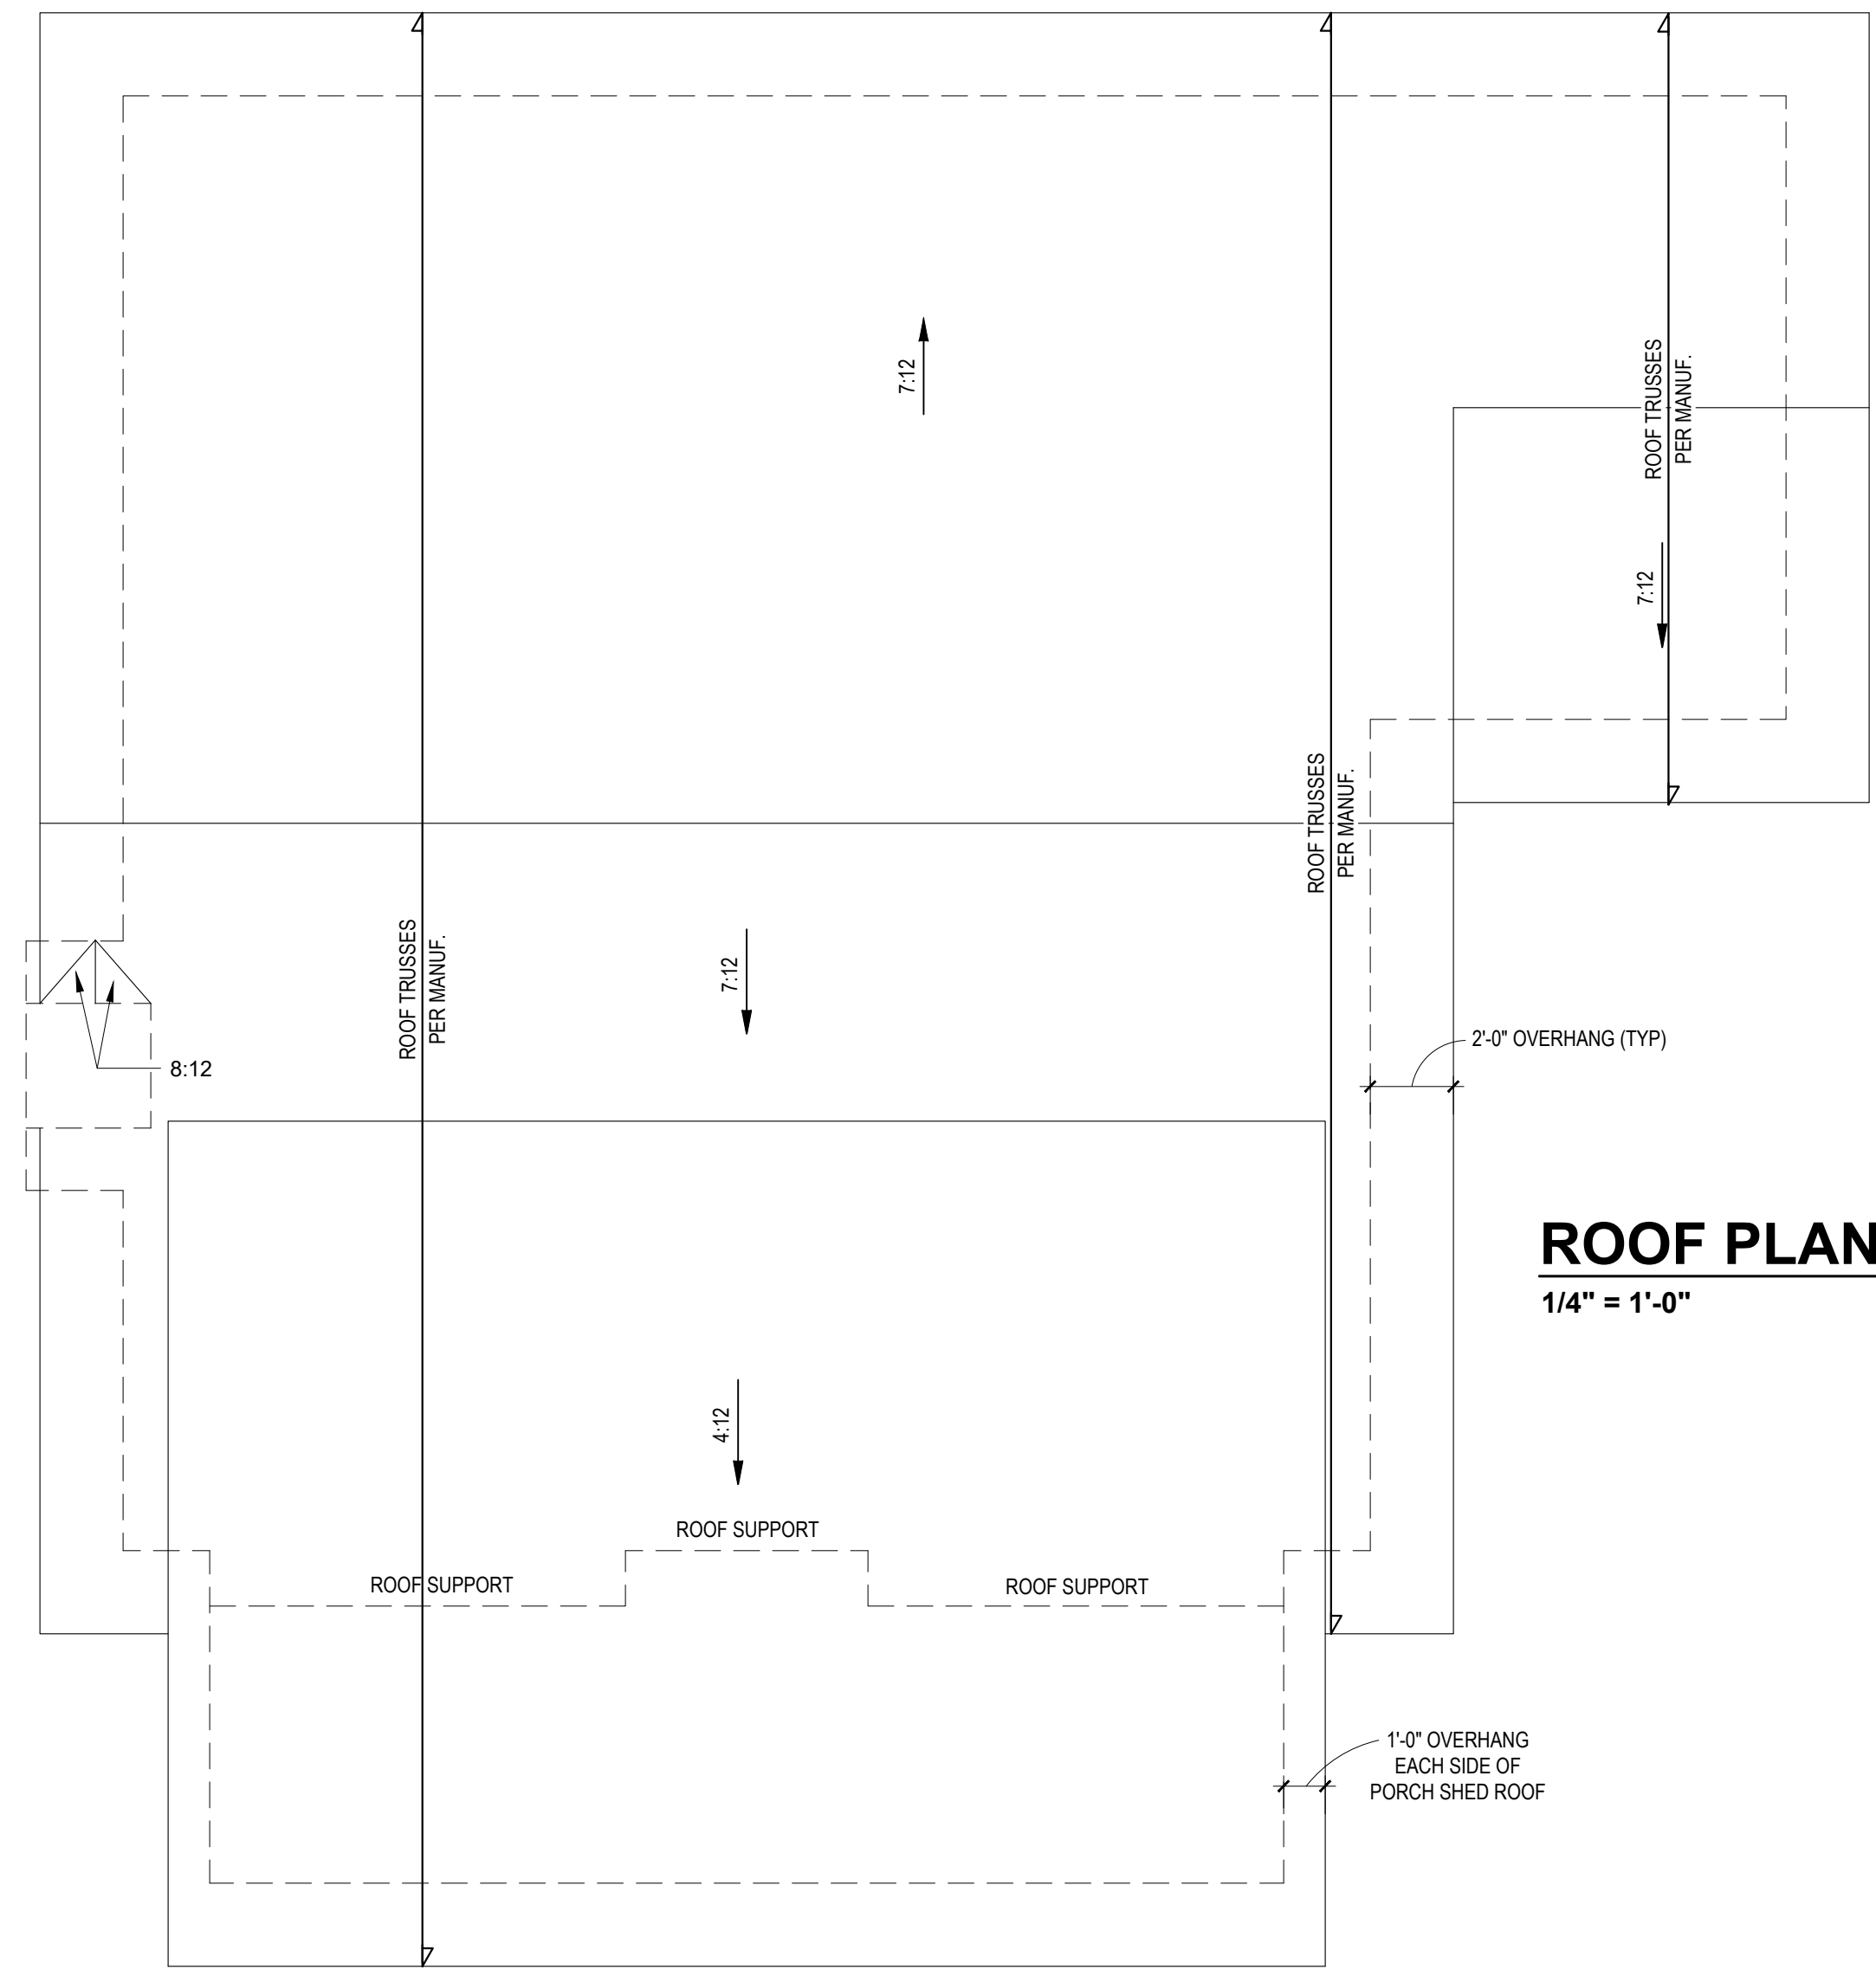 7:12
ROOF TRUSSES
PER MANUF.
7:12
ROOF TRUSSES
PER MANUF.
ROOF TRUSSES
PER MANUF.
7:12
2'-0" OVERHANG (TYP)
8:12
ROOF PLAN
1/4" = 1'-0"
4:12
ROOF SUPPORT
ROOF SUPPORT
ROOF SUPPORT
1'-0" OVERHANG
EACH SIDE OF
PORCH SHED ROOF